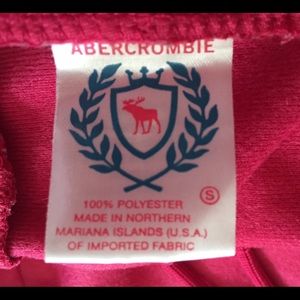 ABERCROMBIE
100% POLYESTER
MADE IN NORTHERN
MARIANA ISLANDS (U.S.A.)
OF IMPORTED FABRIC
S